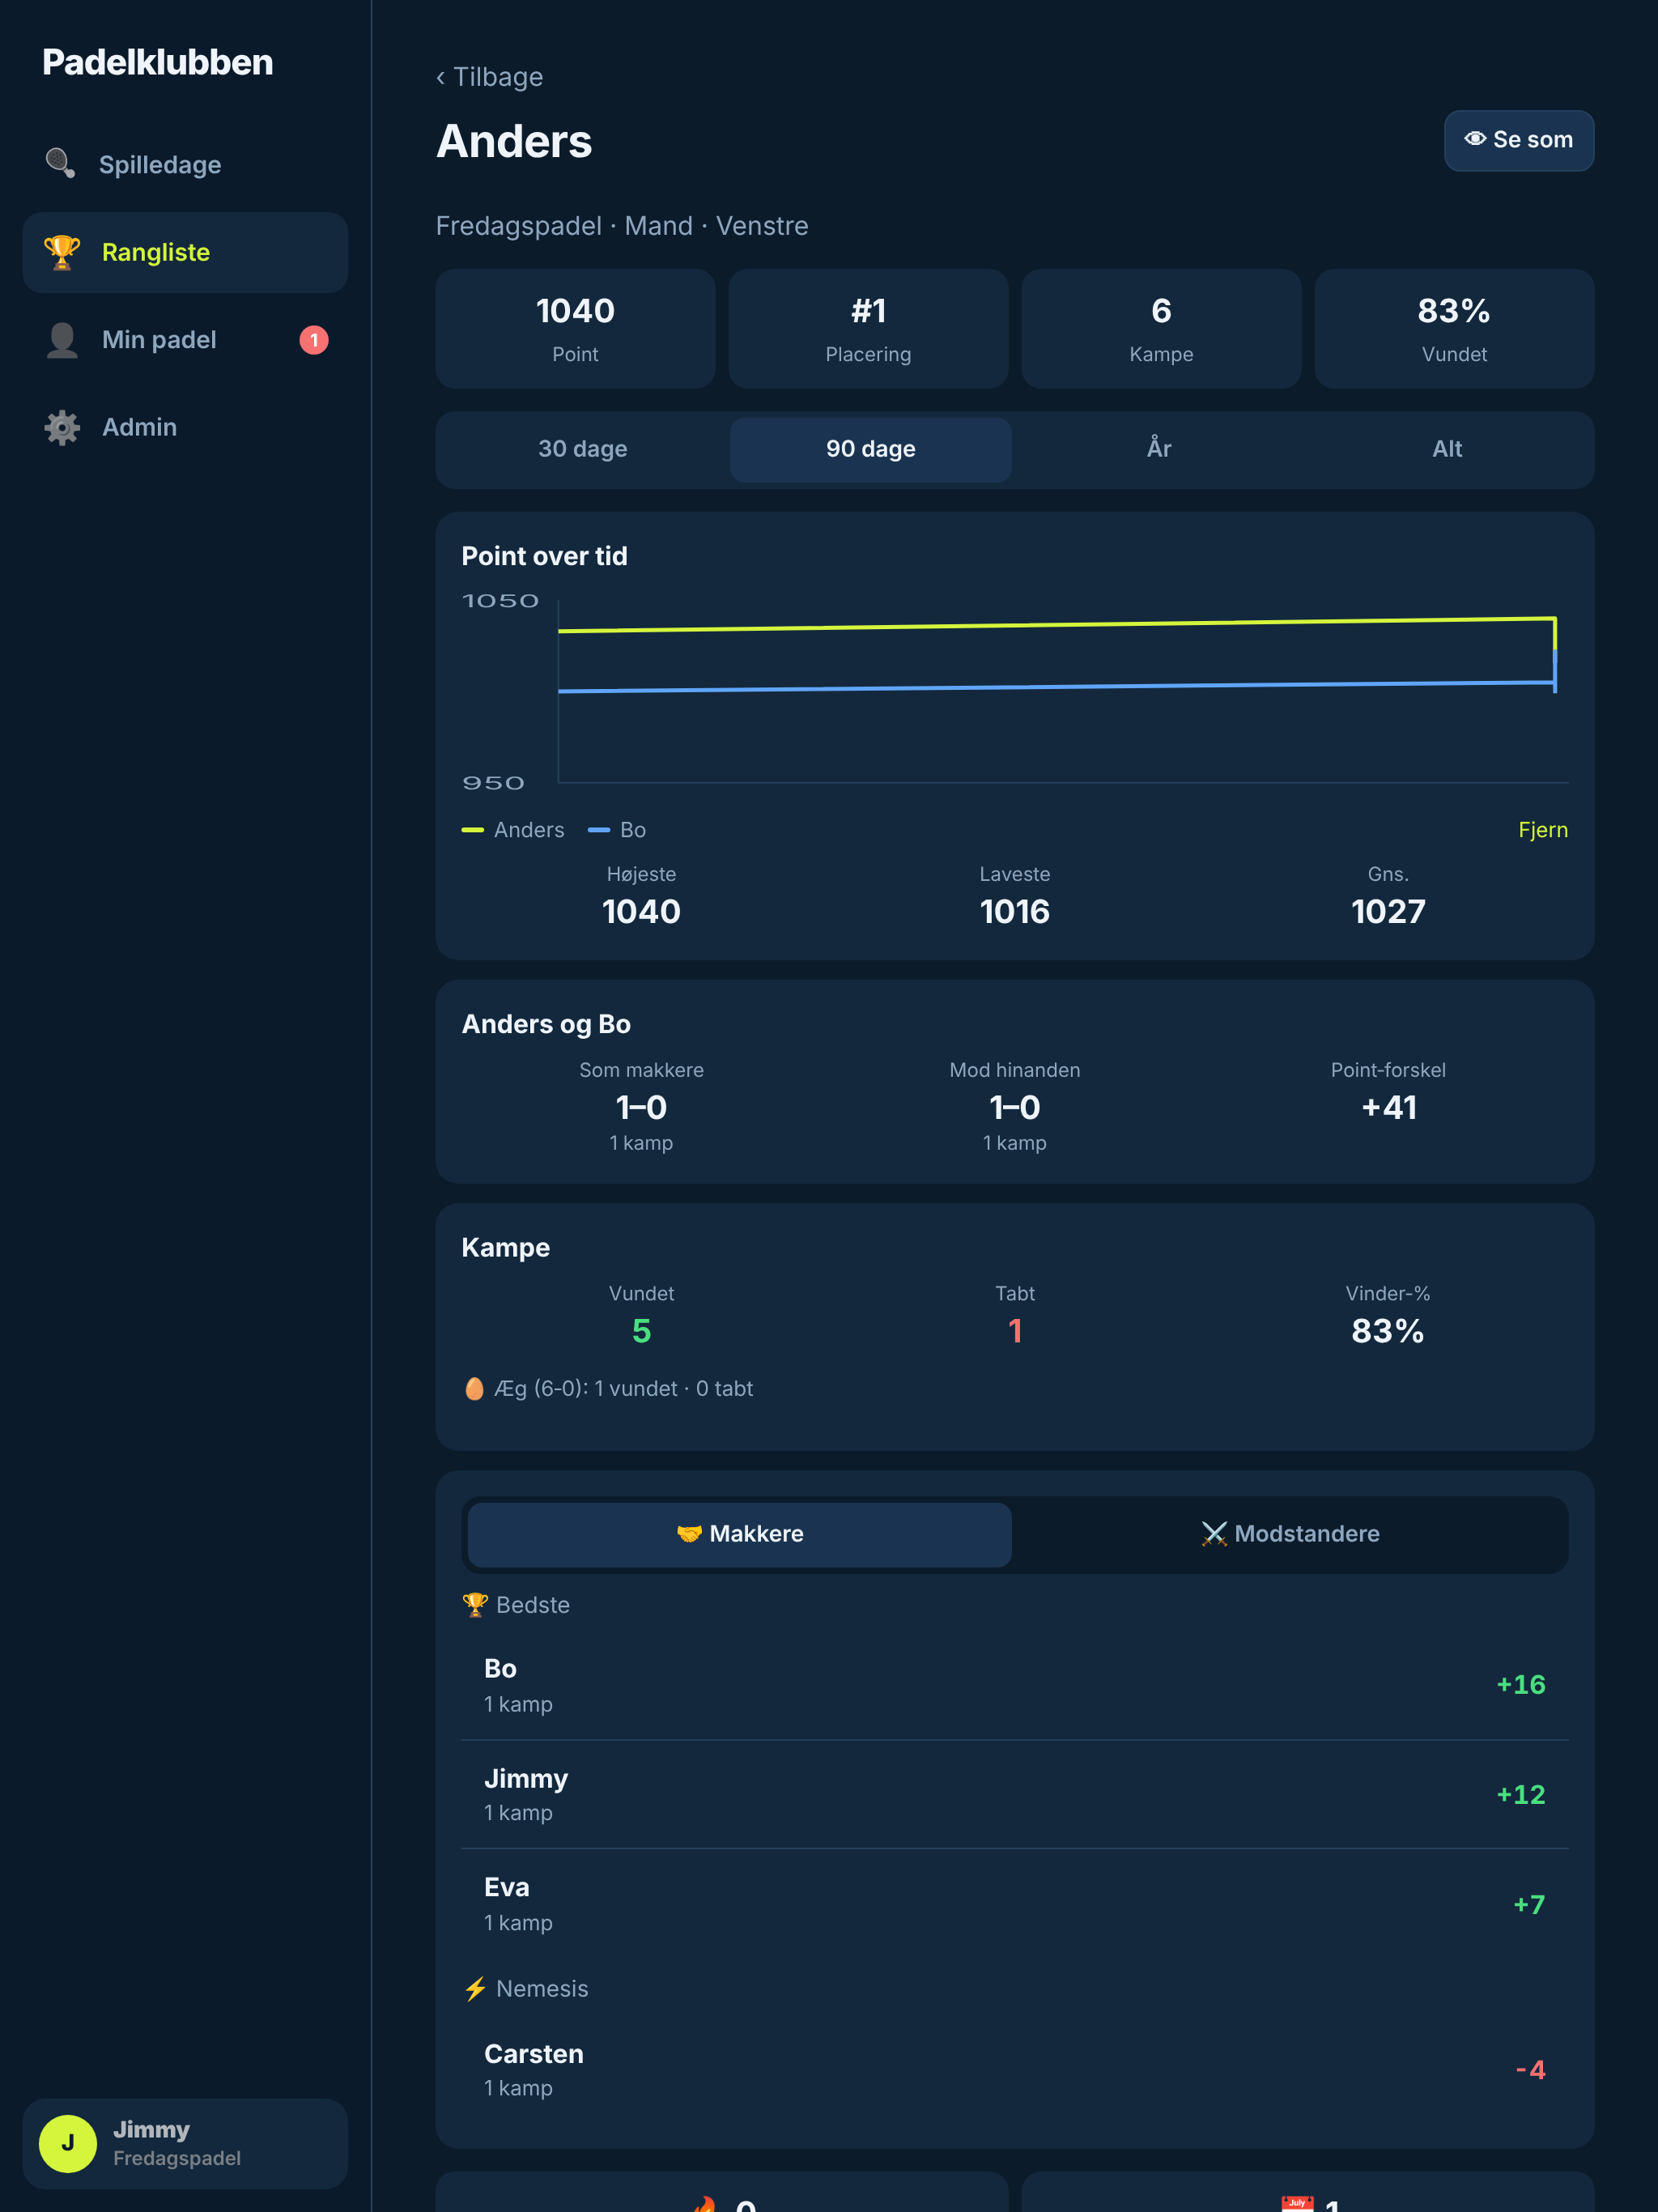 Padelklubben
Spilledage
Rangliste
Min padel 1
Admin
J
Jimmy
Fredagspadel
‹ Tilbage
Anders
Se som
Fredagspadel · Mand · Venstre
1040
Point
#1
Placering
6
Kampe
83%
Vundet
30 dage
90 dage
År
Alt
Point over tid
1050
950
Anders
Bo
Fjern
Højeste
1040
Laveste
1016
Gns.
1027
Anders og Bo
Som makkere
1–0
1 kamp
Mod hinanden
1–0
1 kamp
Point-forskel
+41
Kampe
Vundet
5
Tabt
1
Vinder-%
83%
Æg (6-0): 1 vundet · 0 tabt
Makkere
Modstandere
Bedste
Bo
1 kamp
+16
Jimmy
1 kamp
+12
Eva
1 kamp
+7
Nemesis
Carsten
1 kamp
-4
0
July
1